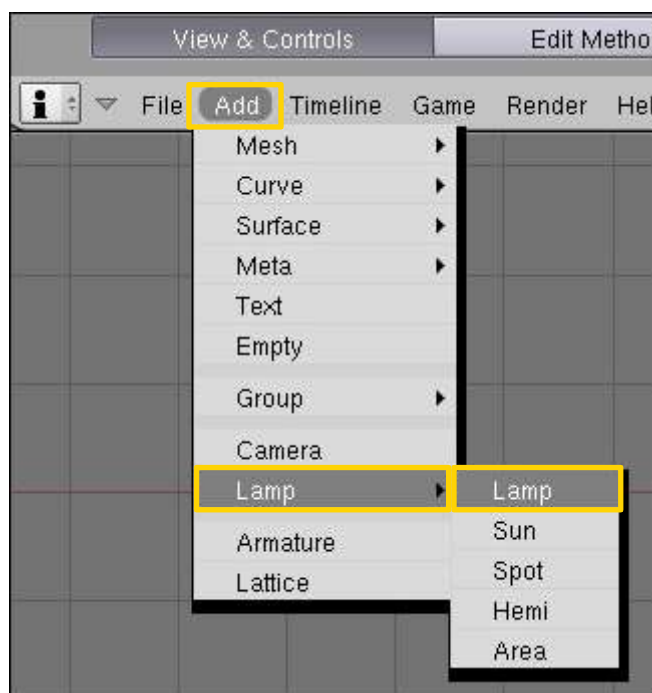 View & Controls Edit Metho
i File Add Timeline Game Render Hel
Mesh
Curve
Surface
Meta
Text
Empty
Group
Camera
Lamp Lamp
Sun
Armature
Spot
Lattice
Hemi
Area